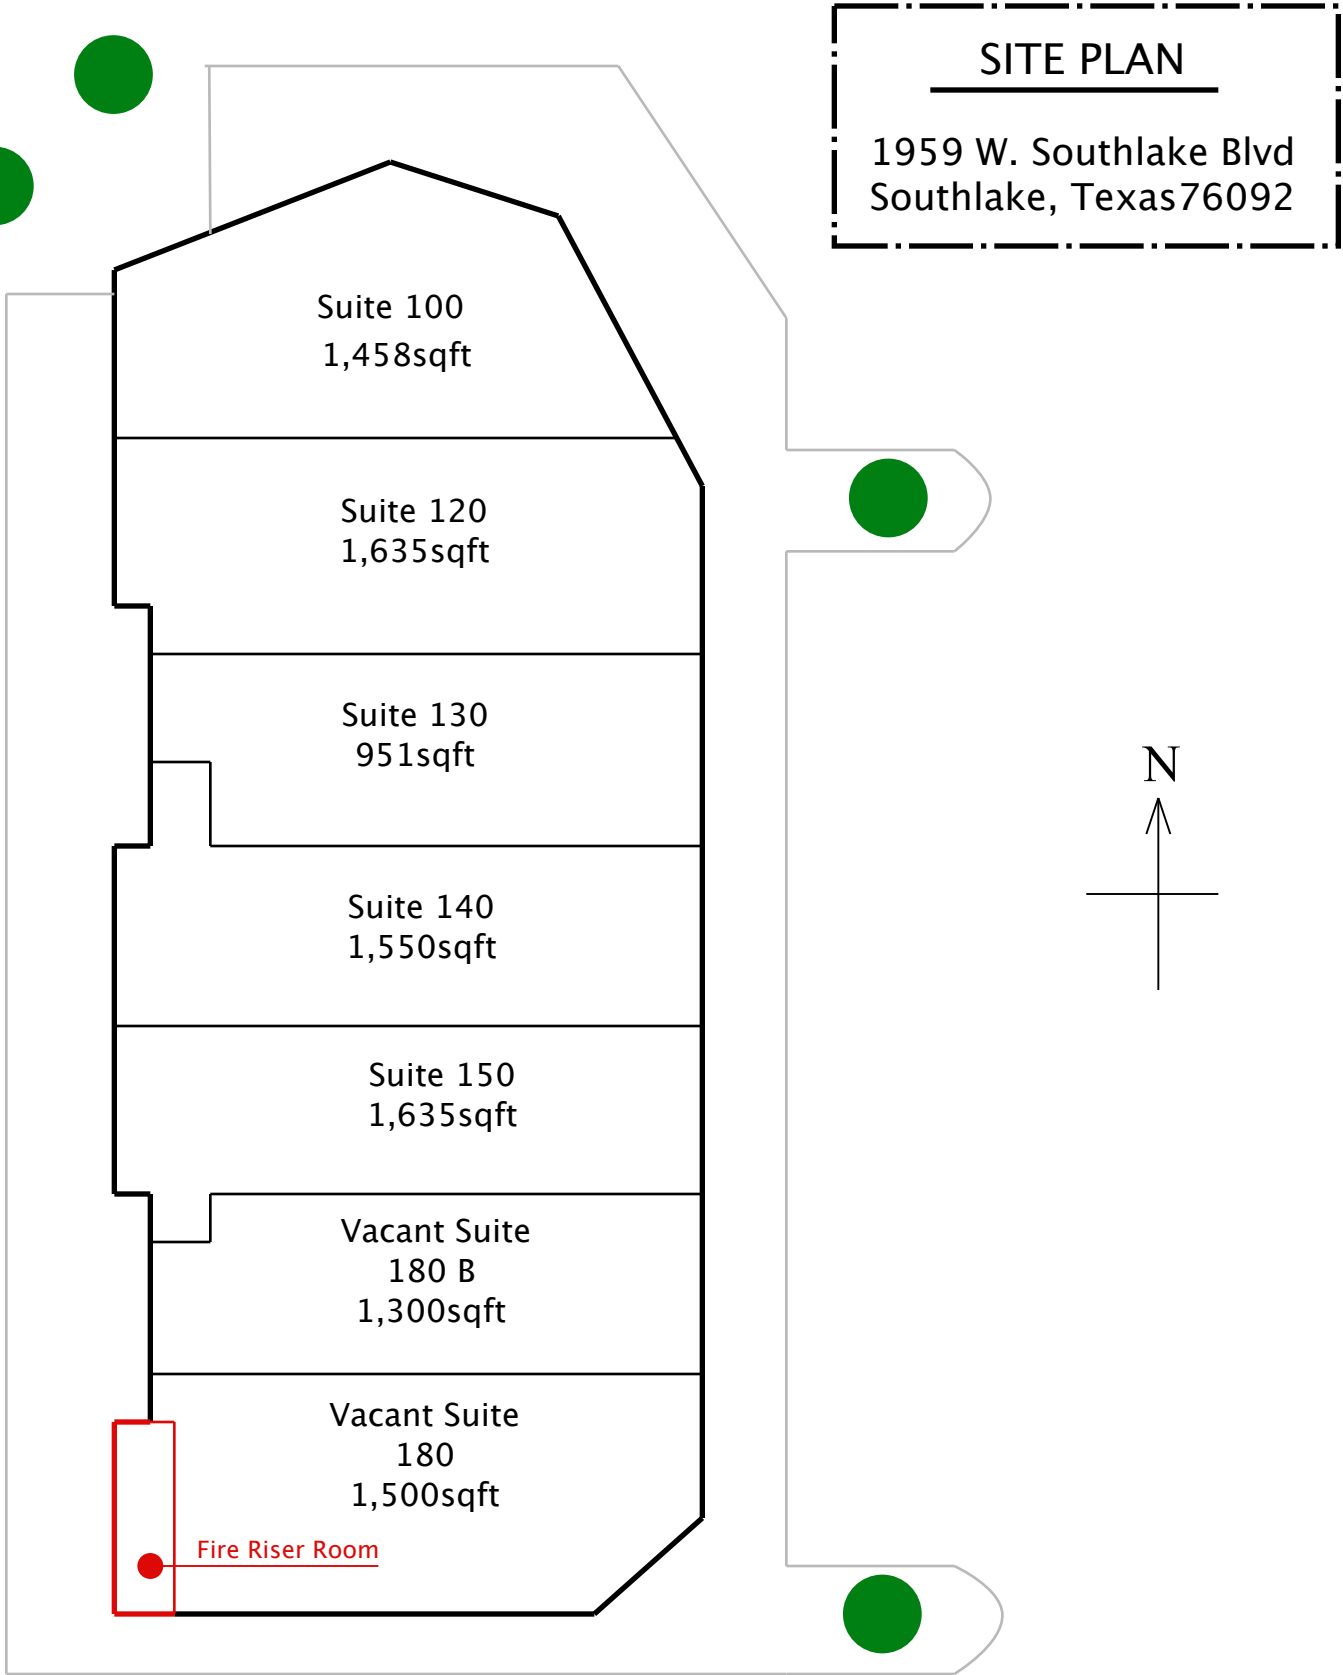 SITE PLAN
1959 W. Southlake Blvd
Southlake, Texas76092
Suite 100
1,458sqft
Suite 120
1,635sqft
Suite 130
951sqft
N
Suite 140
1,550sqft
Suite 150
1,635sqft
Vacant Suite
180 B
1,300sqft
Vacant Suite
180
1,500sqft
Fire Riser Room